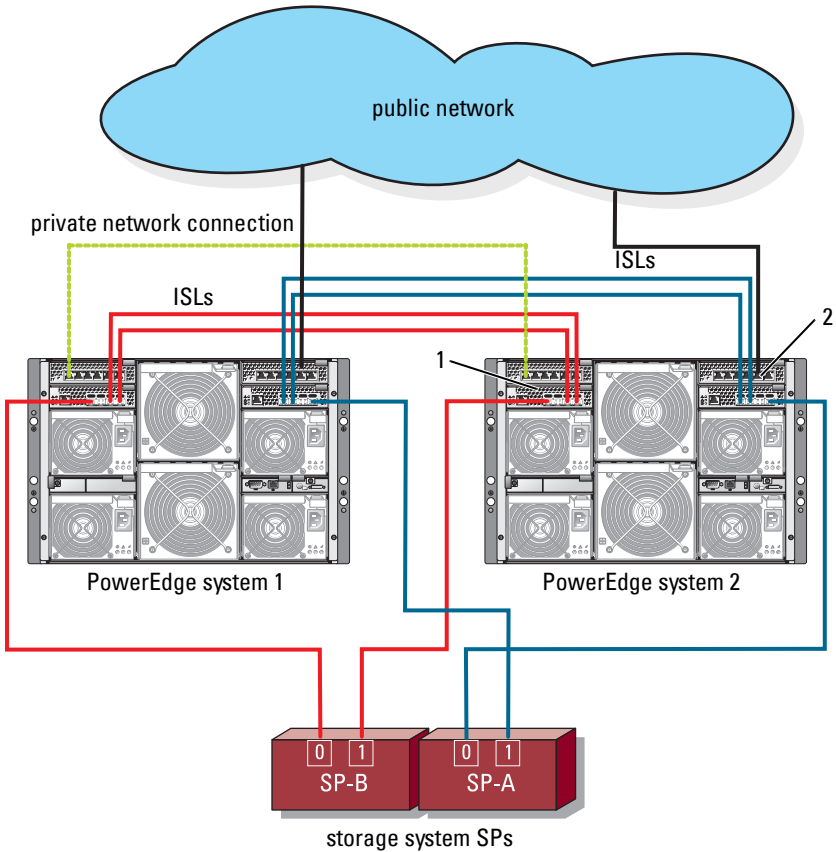 public network
private network connection
ISLs
ISLs
2
1
PowerEdge system 1
PowerEdge system 2
0
1
0
1
SP-B
SP-A
storage system SPs